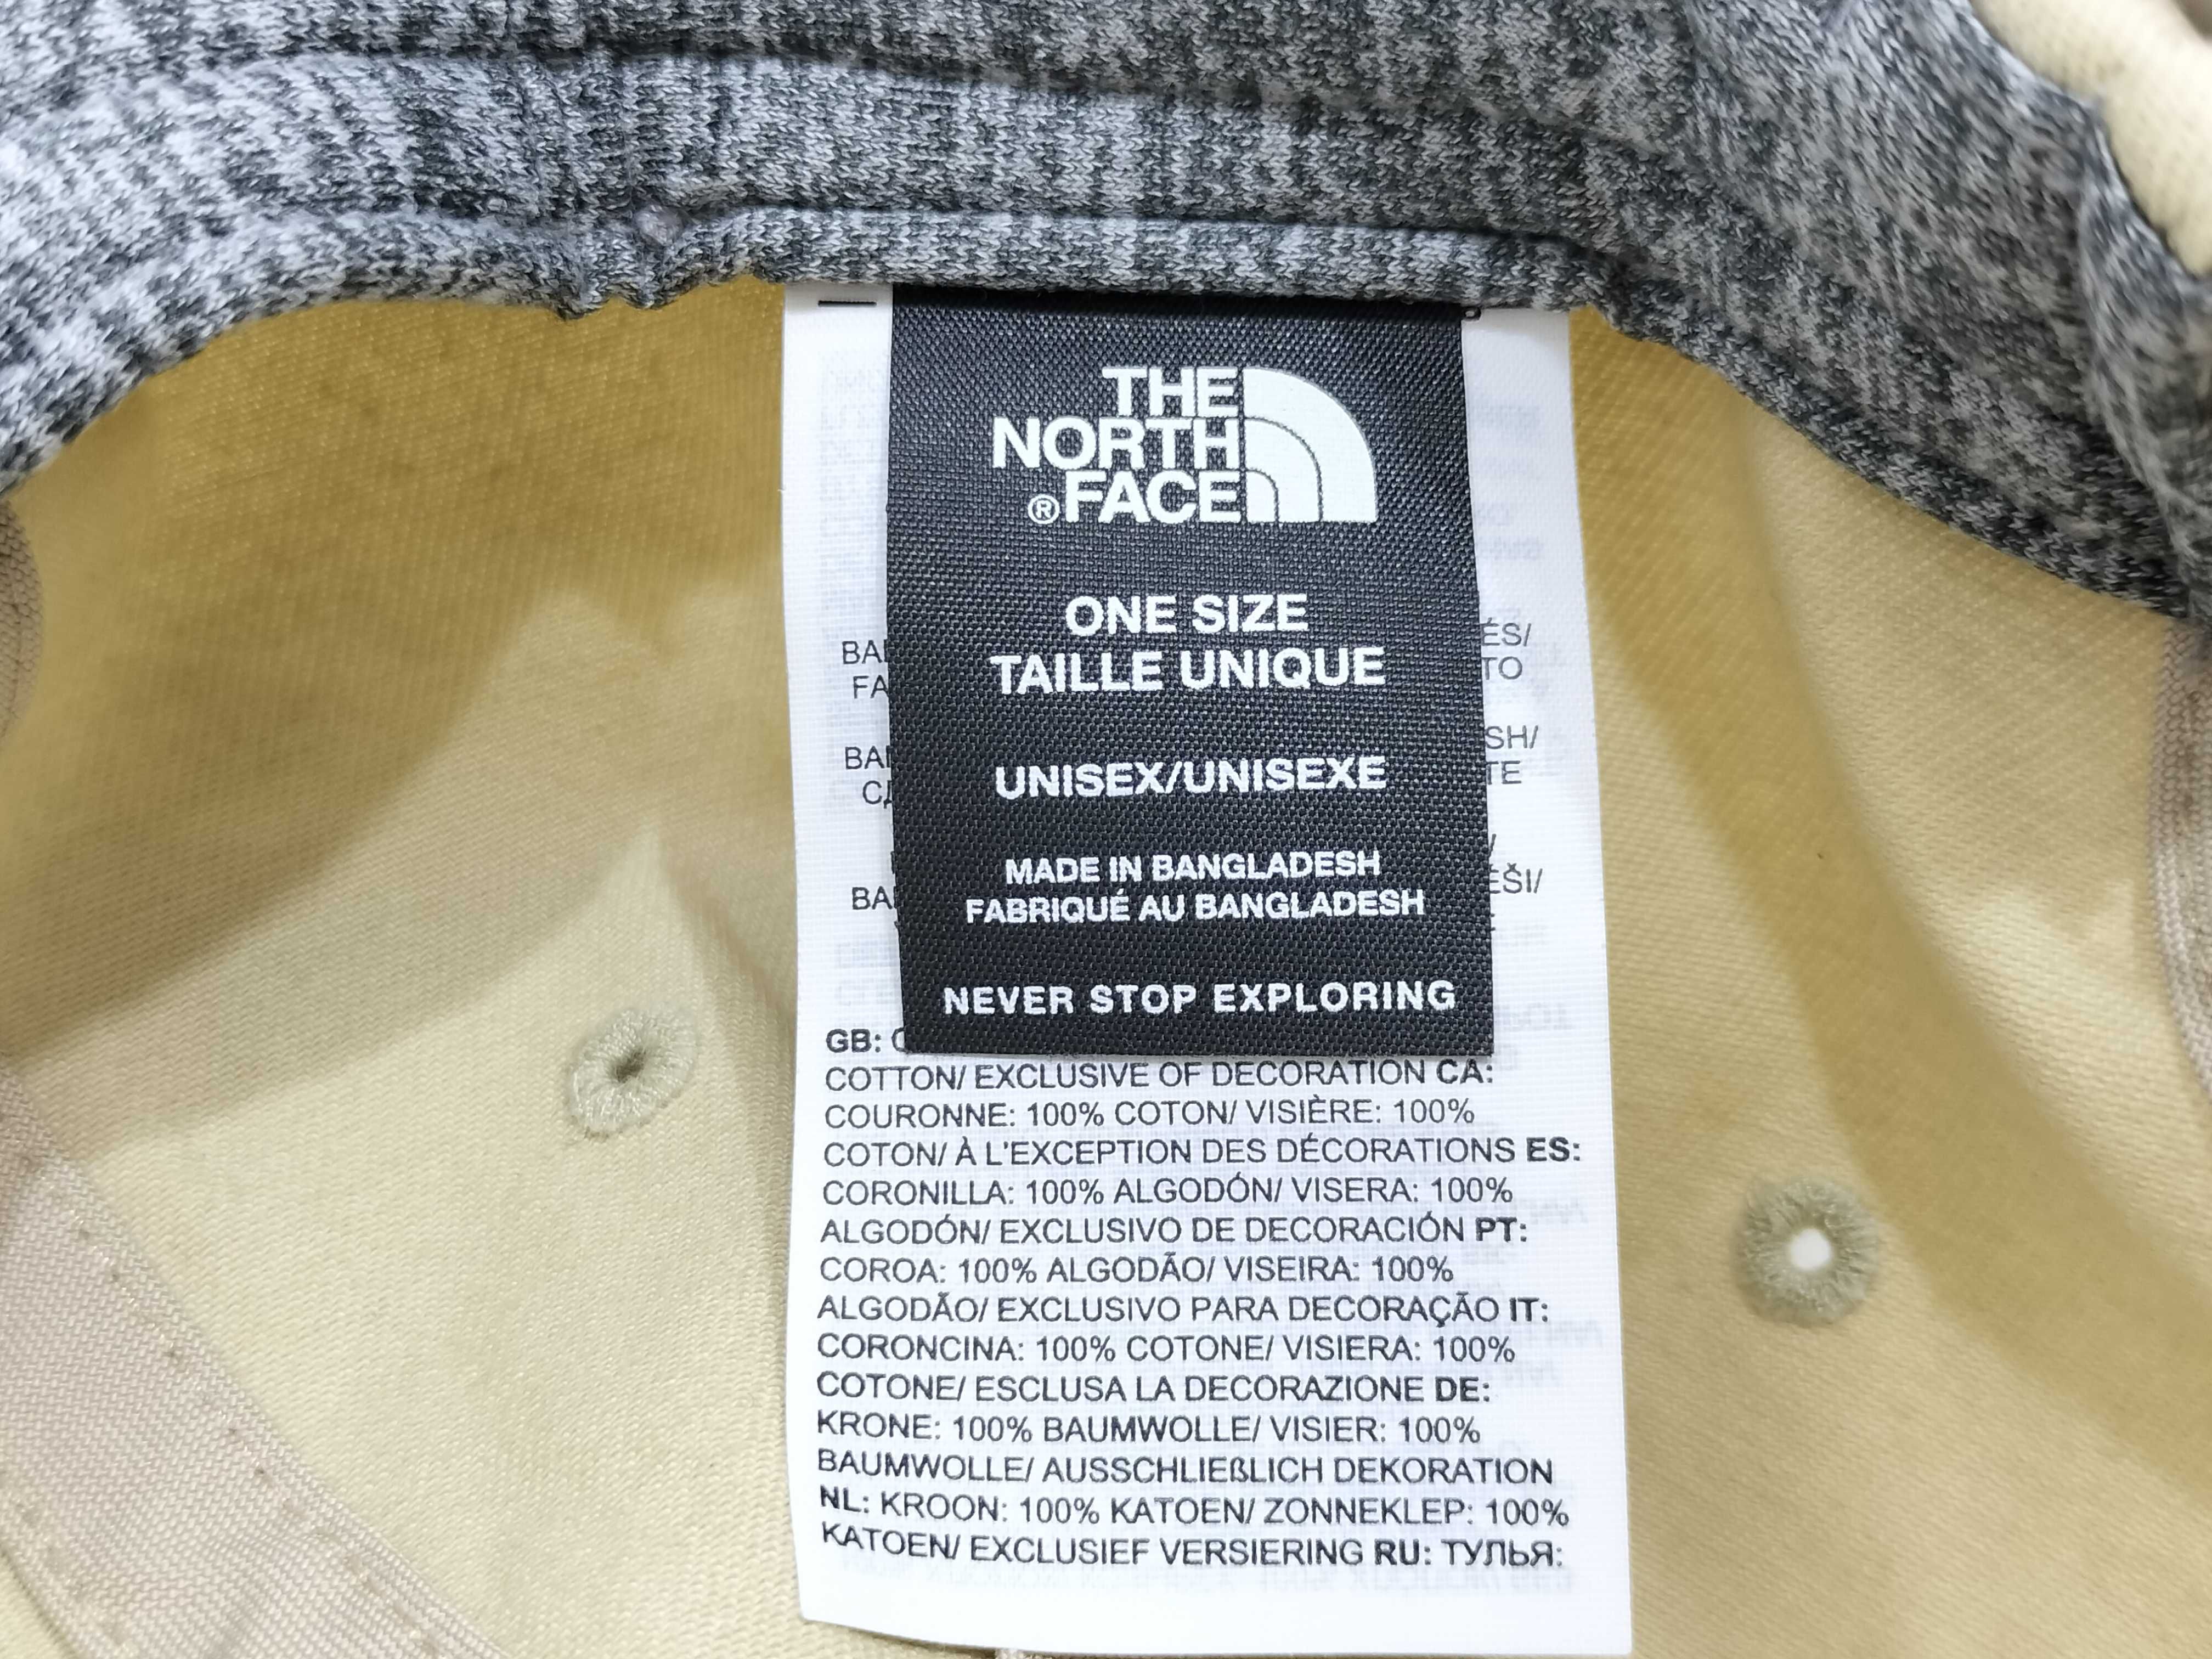 THE
NORTH
®FACE
ONE SIZE
TAILLE UNIQUE
UNISEX/UNISEXE
MADE IN BANGLADESH
FABRIQUÉ AU BANGLADESH
NEVER STOP EXPLORING
GB:
COTTON/ EXCLUSIVE OF DECORATION CA:
COURONNE: 100% COTON/ VISIÈRE: 100%
COTON/ À L'EXCEPTION DES DÉCORATIONS ES:
CORONILLA: 100% ALGODÓN/ VISERA: 100%
ALGODÓN/ EXCLUSIVO DE DECORACIÓN PT:
COROA: 100% ALGODÃO/ VISEIRA: 100%
ALGODÃO/ EXCLUSIVO PARA DECORAÇÃO IT:
CORONCINA: 100% COTONE/ VISIERA: 100%
COTONE/ ESCLUSA LA DECORAZIONE DE:
KRONE: 100% BAUMWOLLE/ VISIER: 100%
BAUMWOLLE/ AUSSCHLIEßLICH DEKORATION
NL: KROON: 100% KATOEN/ ZONNEKLEP: 100%
KATOEN/ EXCLUSIEF VERSIERING RU: ТУЛЬЯ: